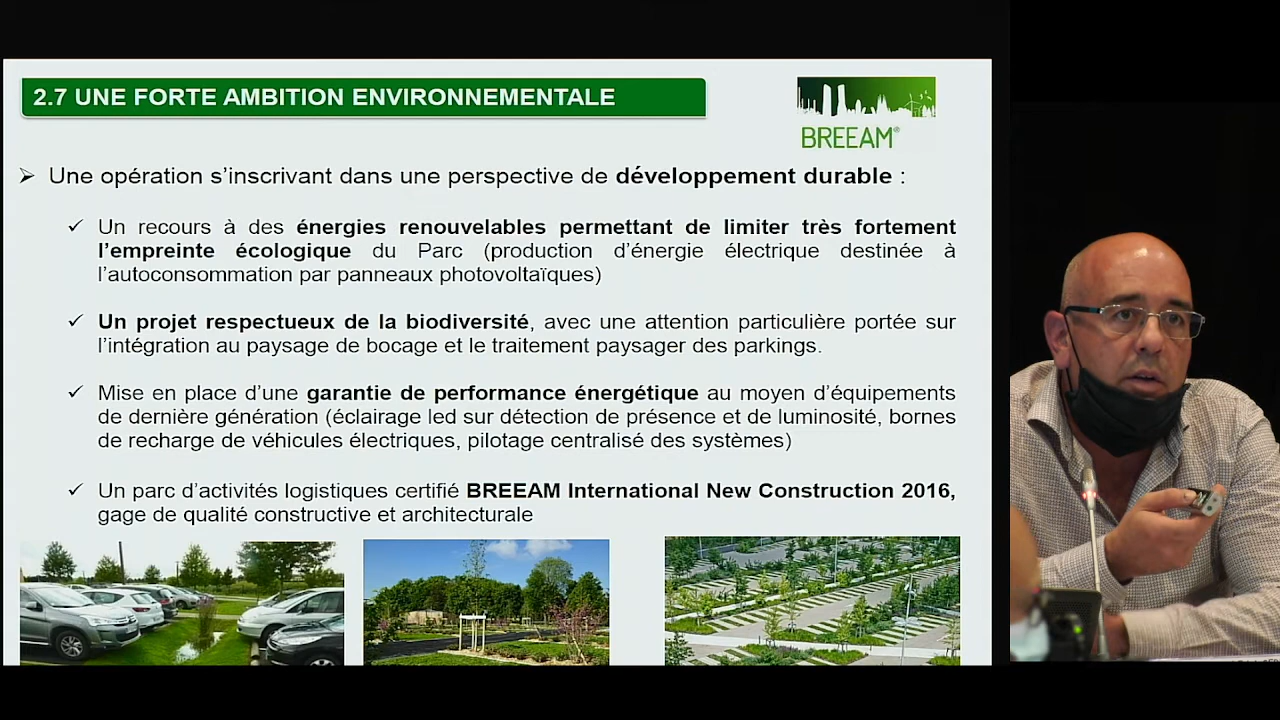 2.7 UNE FORTE AMBITION ENVIRONNEMENTALE
BREEAM®
Une opération s’inscrivant dans une perspective de développement durable :
Un recours à des énergies renouvelables permettant de limiter très fortement
l’empreinte écologique du Parc (production d’énergie électrique destinée à
l’autoconsommation par panneaux photovoltaïques)
Un projet respectueux de la biodiversité, avec une attention particulière portée sur
l’intégration au paysage de bocage et le traitement paysager des parkings.
Mise en place d’une garantie de performance énergétique au moyen d’équipements
de dernière génération (éclairage led sur détection de présence et de luminosité, bornes
de recharge de véhicules électriques, pilotage centralisé des systèmes)
Un parc d’activités logistiques certifié BREEAM International New Construction 2016,
gage de qualité constructive et architecturale